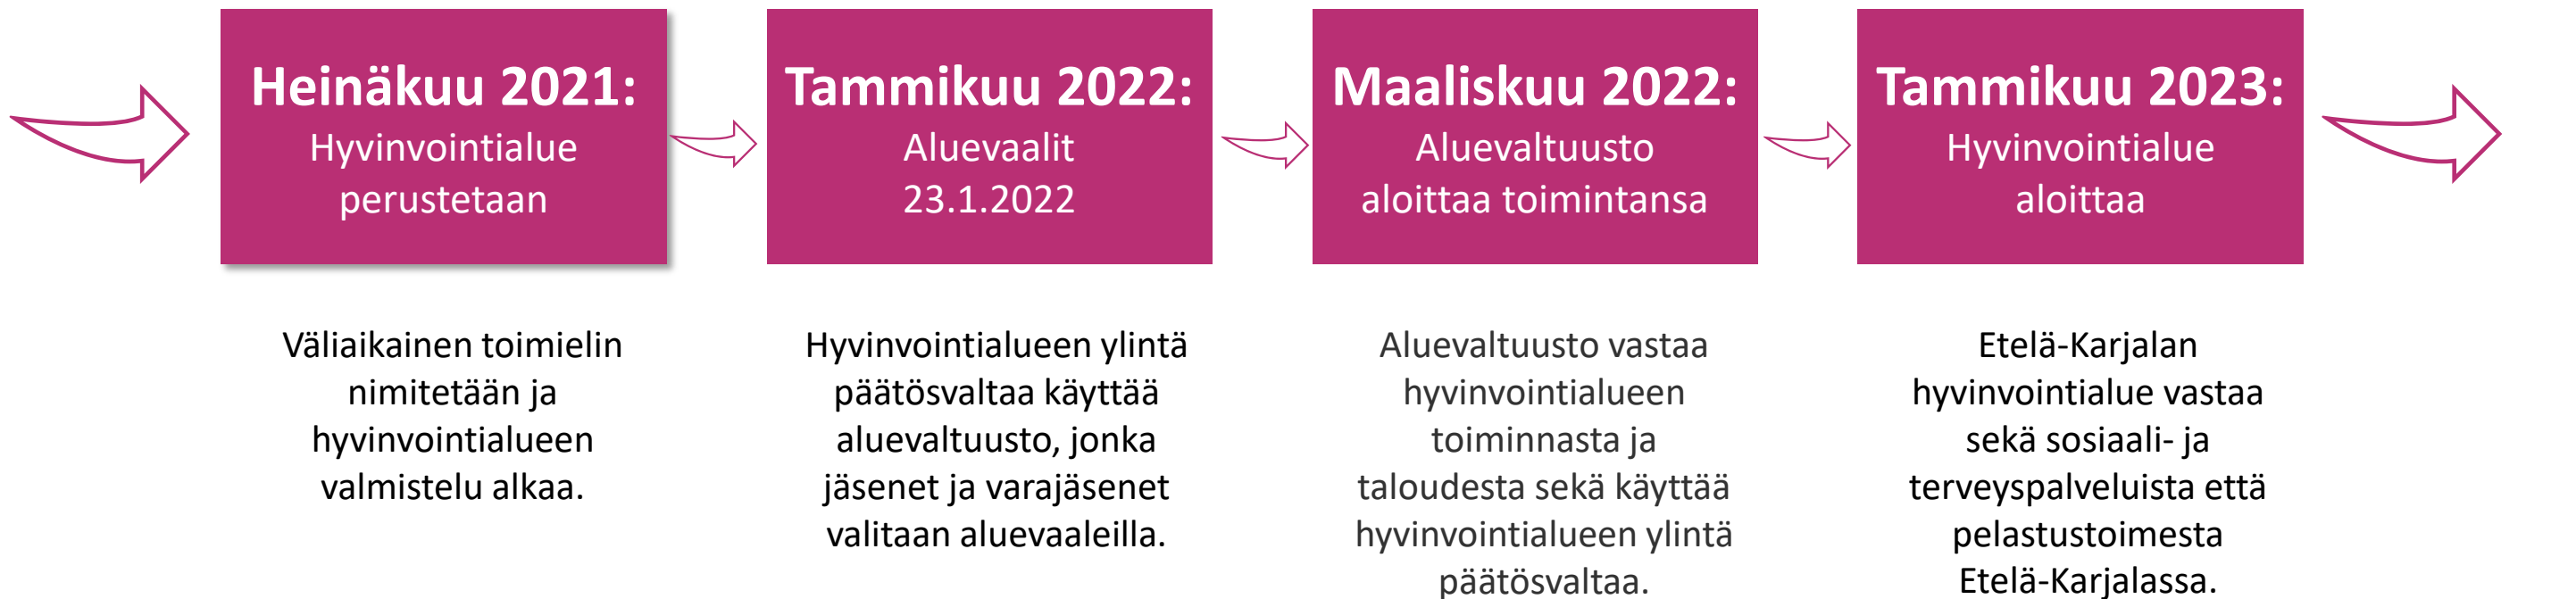 Heinäkuu 2021:
Hyvinvointialue
perustetaan
Väliaikainen toimielin
nimitetään ja
hyvinvointialueen
valmistelu alkaa.
Tammikuu 2022:
Aluevaalit
23.1.2022
Hyvinvointialueen ylintä
päätösvaltaa käyttää
aluevaltuusto, jonka
jäsenet ja varajäsenet
valitaan aluevaaleilla.
Maaliskuu 2022:
Aluevaltuusto
aloittaa toimintansa
Aluevaltuusto vastaa
hyvinvointialueen
toiminnasta ja
taloudesta sekä käyttää
hyvinvointialueen ylintä
päätösvaltaa.
Tammikuu 2023:
Hyvinvointialue
aloittaa
Etelä-Karjalan
hyvinvointialue vastaa
sekä sosiaali- ja
terveyspalveluista että
pelastustoimesta
Etelä-Karjalassa.